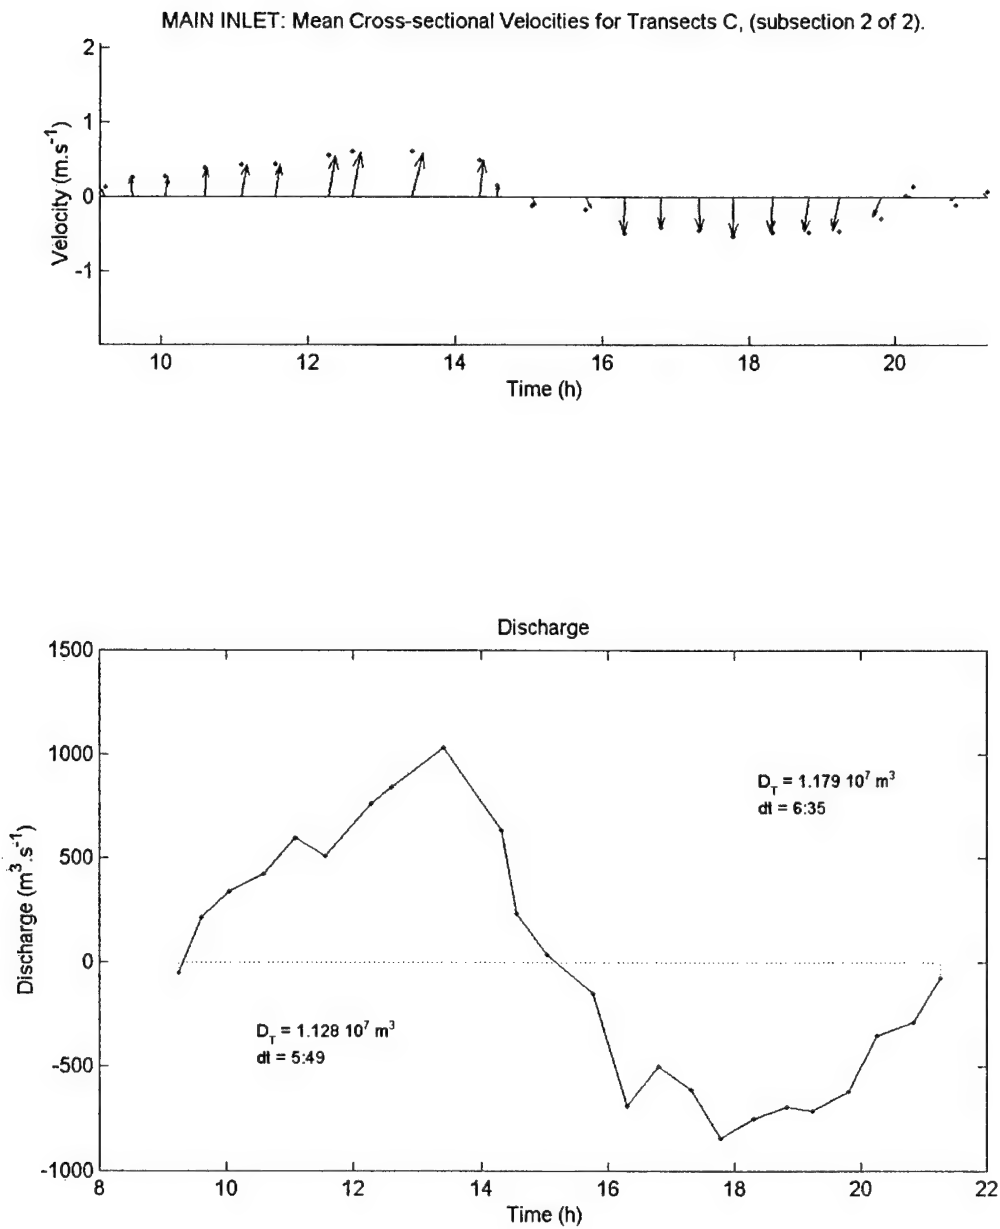 MAIN INLET: Mean Cross-sectional Velocities for Transects C, (subsection 2 of 2).
2
1
0
-1
Velocity (m.s⁻¹)
10 12 14 16 18 20
Time (h)
Discharge
1500
1000
500
0
-500
-1000
Discharge (m³.s⁻¹)
D_T = 1.179 10⁷ m³
dt = 6:35
D_T = 1.128 10⁷ m³
dt = 5:49
8 10 12 14 16 18 20 22
Time (h)